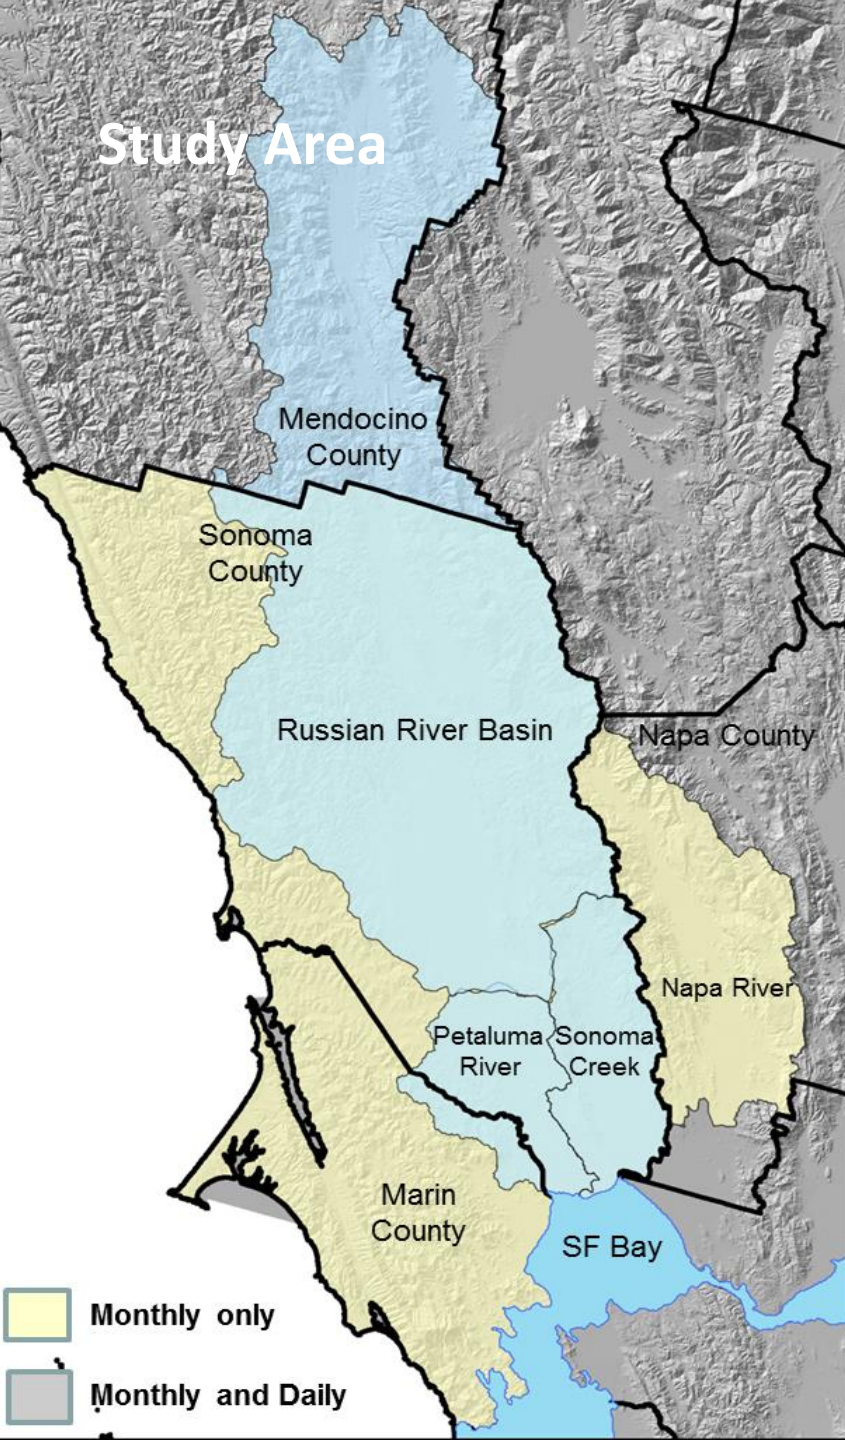 Study Area
Mendocino
County
Sonoma
County
Russian River Basin
Napa County
Napa River
Petaluma
River
Sonoma
Creek
Marin
County
SF Bay
Monthly only
Monthly and Daily